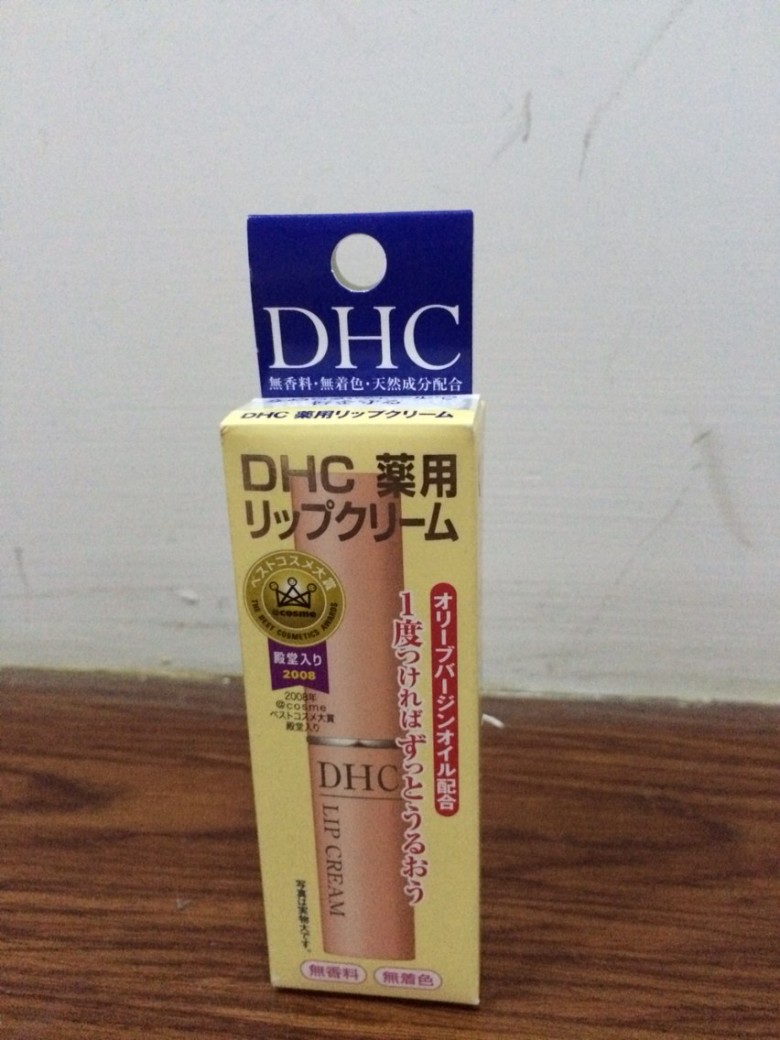 DHC
無香料・無着色・天然成分配合
DHC 薬用リップクリーム
DHC 薬用
リップクリーム
ベストコスメ大賞
@cosme
THE BEST COSMETICS AWARDS
殿堂入り
2008
2008年
@cosme
ベストコスメ大賞
殿堂入り
オリーブバージンオイル配合
1度つければずっとうるおう
DHC
LIP CREAM
写真は実物大です。
無香料
無着色